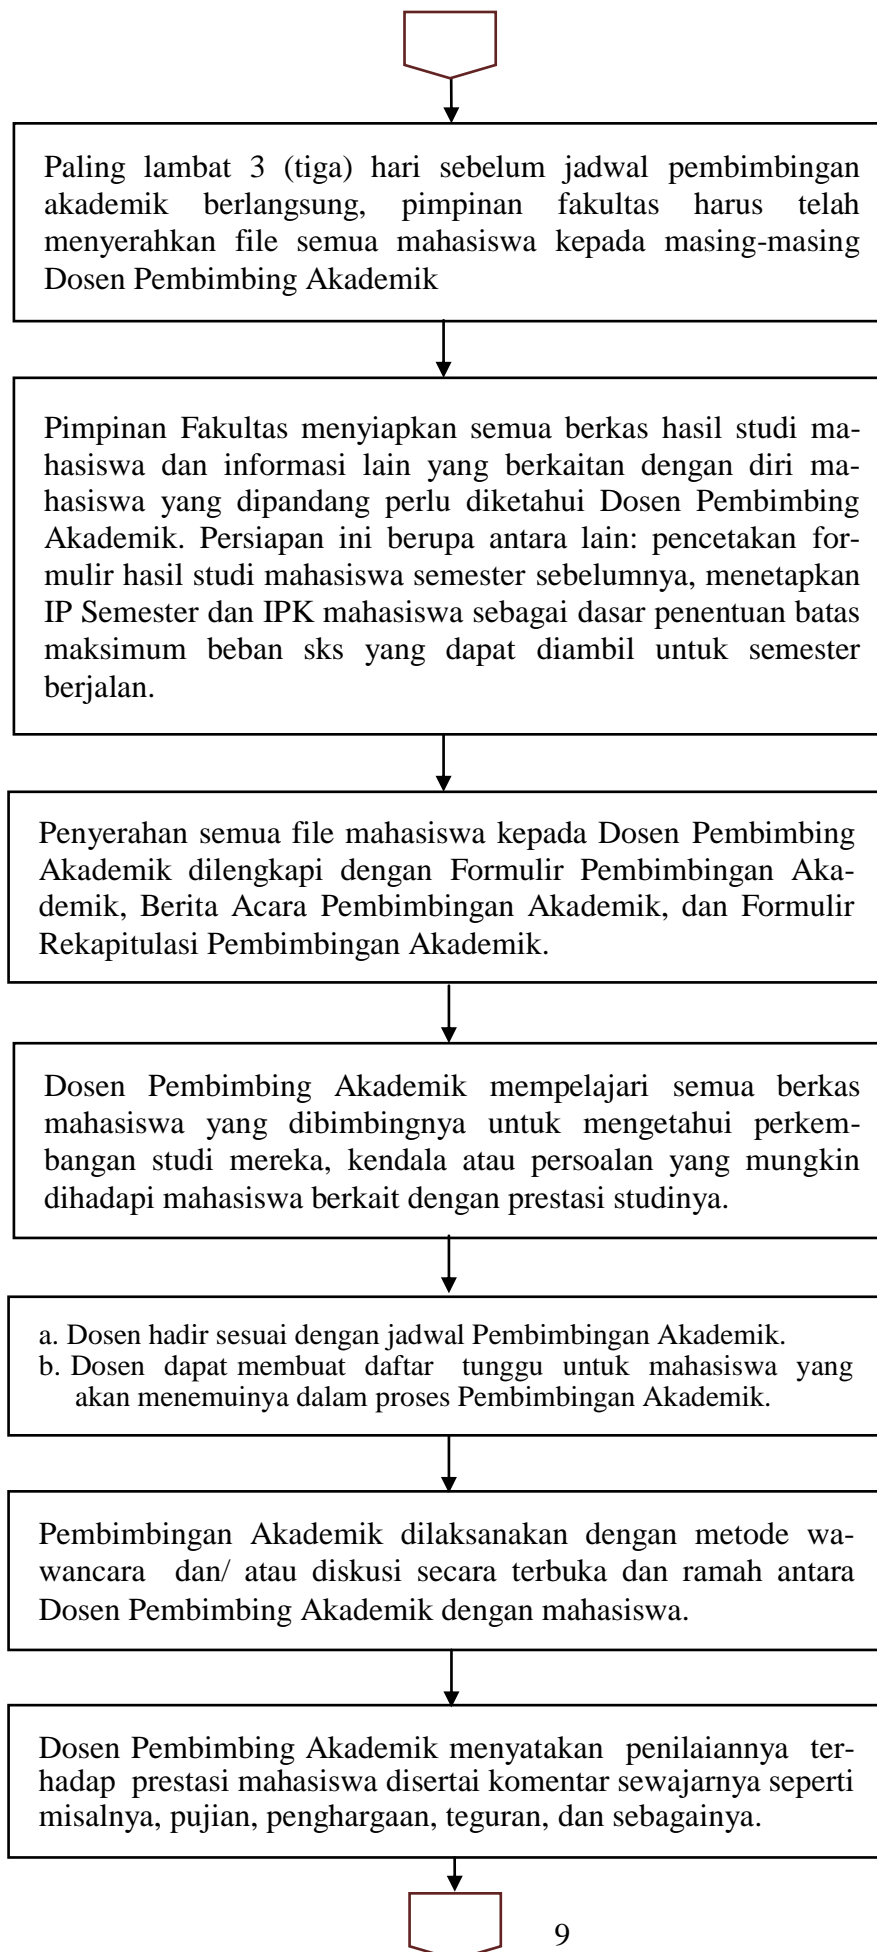 Paling lambat 3 (tiga) hari sebelum jadwal pembimbingan
akademik berlangsung, pimpinan fakultas harus telah
menyerahkan file semua mahasiswa kepada masing-masing
Dosen Pembimbing Akademik
Pimpinan Fakultas menyiapkan semua berkas hasil studi ma-
hasiswa dan informasi lain yang berkaitan dengan diri ma-
hasiswa yang dipandang perlu diketahui Dosen Pembimbing
Akademik. Persiapan ini berupa antara lain: pencetakan for-
mulir hasil studi mahasiswa semester sebelumnya, menetapkan
IP Semester dan IPK mahasiswa sebagai dasar penentuan batas
maksimum beban sks yang dapat diambil untuk semester
berjalan.
Penyerahan semua file mahasiswa kepada Dosen Pembimbing
Akademik dilengkapi dengan Formulir Pembimbingan Aka-
demik, Berita Acara Pembimbingan Akademik, dan Formulir
Rekapitulasi Pembimbingan Akademik.
Dosen Pembimbing Akademik mempelajari semua berkas
mahasiswa yang dibimbingnya untuk mengetahui perkem-
bangan studi mereka, kendala atau persoalan yang mungkin
dihadapi mahasiswa berkait dengan prestasi studinya.
a. Dosen hadir sesuai dengan jadwal Pembimbingan Akademik.
b. Dosen dapat membuat daftar tunggu untuk mahasiswa yang
akan menemuinya dalam proses Pembimbingan Akademik.
Pembimbingan Akademik dilaksanakan dengan metode wa-
wancara dan/ atau diskusi secara terbuka dan ramah antara
Dosen Pembimbing Akademik dengan mahasiswa.
Dosen Pembimbing Akademik menyatakan penilaiannya ter-
hadap prestasi mahasiswa disertai komentar sewajarnya seperti
misalnya, pujian, penghargaan, teguran, dan sebagainya.
9